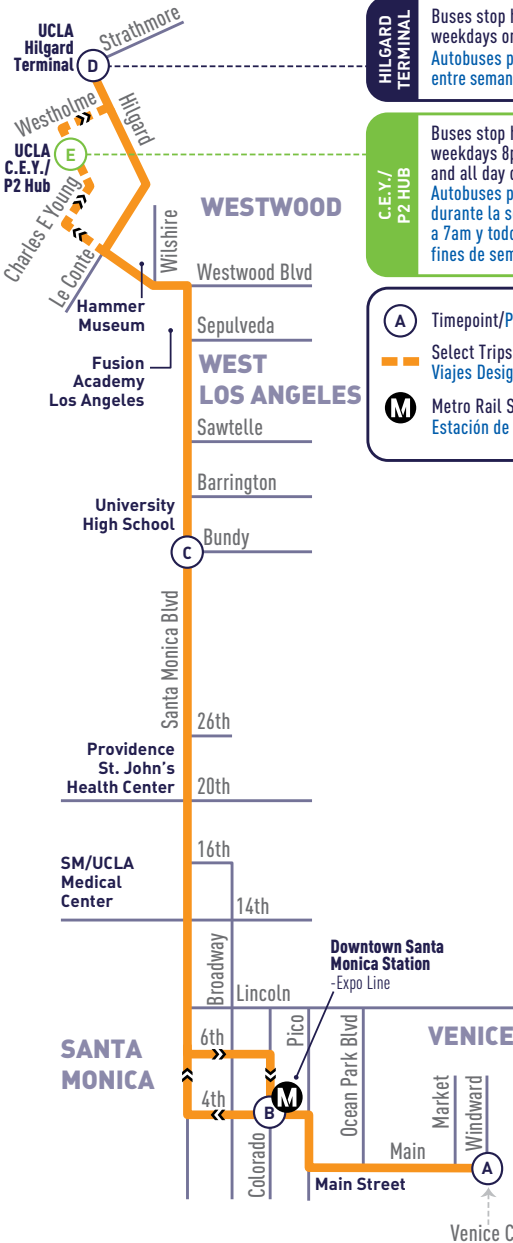 UCLA
Hilgard
Terminal
D
Strathmore
HILGARD
TERMINAL
Buses stop
weekdays
Autobuses
entre
Westholme
Hilgard
UCLA
C.E.Y./
P2 Hub
E
Charles E Young
Le Conte
C.E.Y./
P2 HUB
Buses stop
weekdays
and all day
Autobuses
durante la
a 7am y
fines de
WESTWOOD
Wilshire
Westwood Blvd
Hammer
Museum
Sepulveda
Fusion
Academy
Los Angeles
WEST
LOS ANGELES
A
Timepoint/
Select Trips
Viajes
M
Metro Rail
Estación de
Sawtelle
Barrington
University
High School
C
Bundy
Santa Monica Blvd
26th
Providence
St. John's
Health Center
20th
16th
SM/UCLA
Medical
Center
14th
Broadway
Downtown Santa
Monica Station
-Expo Line
Lincoln
Pico
Ocean Park Blvd
VENICE
SANTA
MONICA
6th
4th
B
M
Colorado
Market
Windward
Main
A
Main Street
Venice